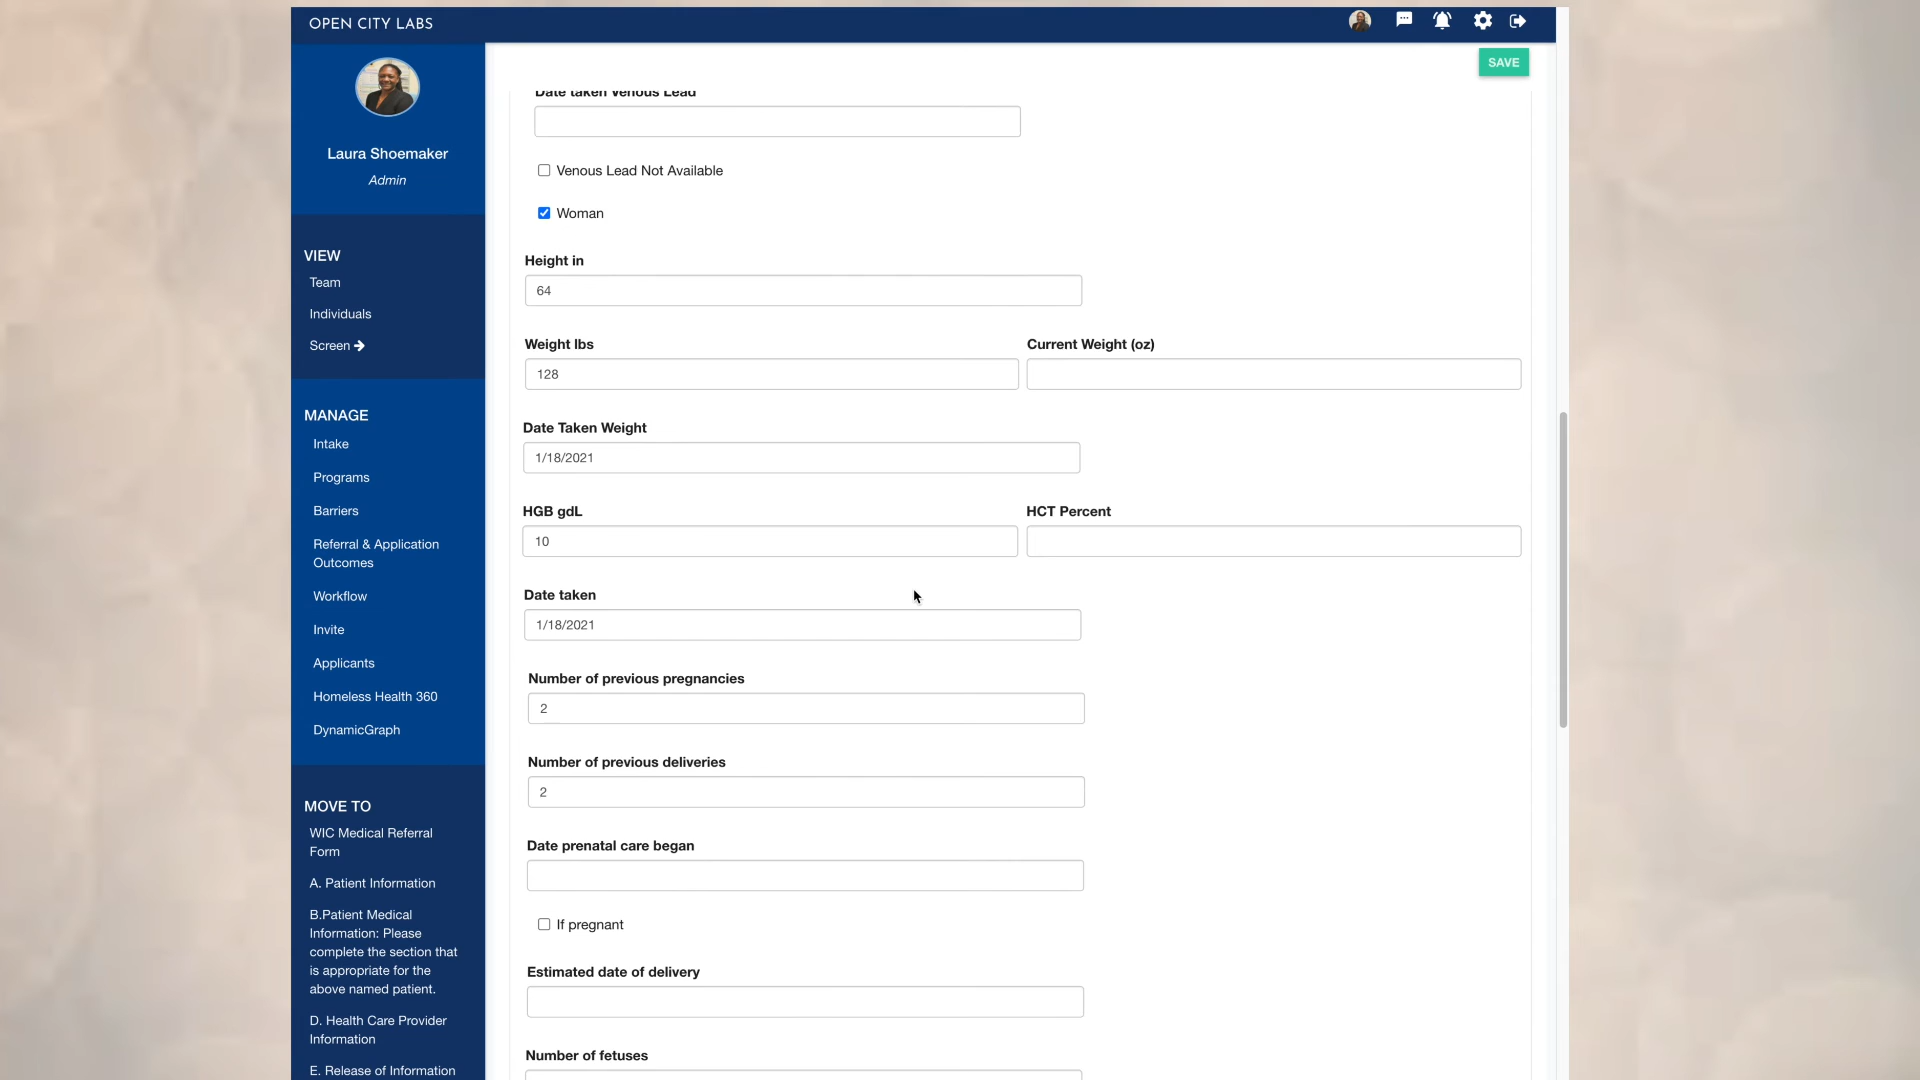 OPEN CITY LABS
SAVE
Laura Shoemaker
Admin
VIEW
Team
Individuals
Screen
MANAGE
Intake
Programs
Barriers
Referral & Application
Outcomes
Workflow
Invite
Applicants
Homeless Health 360
DynamicGraph
MOVE TO
WIC Medical Referral
Form
A. Patient Information
B.Patient Medical
Information: Please
complete the section that
is appropriate for the
above named patient.
D. Health Care Provider
Information
E. Release of Information
Date taken Venous Lead
Venous Lead Not Available
Woman
Height in
64
Weight lbs
Current Weight (oz)
128
Date Taken Weight
1/18/2021
HGB gdL
HCT Percent
10
Date taken
1/18/2021
Number of previous pregnancies
2
Number of previous deliveries
2
Date prenatal care began
If pregnant
Estimated date of delivery
Number of fetuses